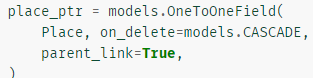 place_ptr = models.OneToOneField(
    Place, on_delete=models.CASCADE,
    parent_link=True,
)